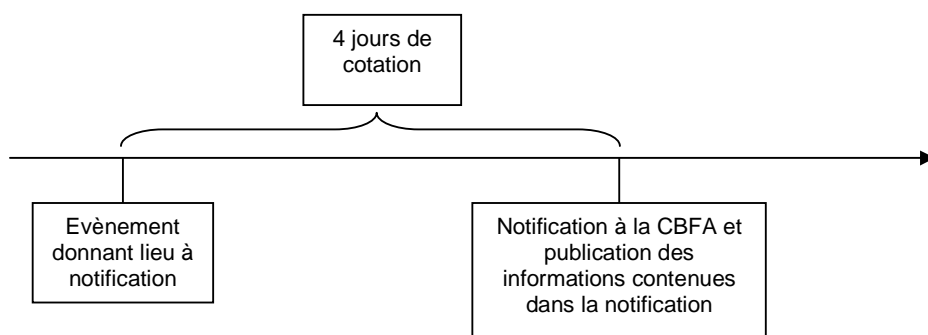 4 jours de
cotation
Evènement
donnant lieu à
notification
Notification à la CBFA et
publication des
informations contenues
dans la notification